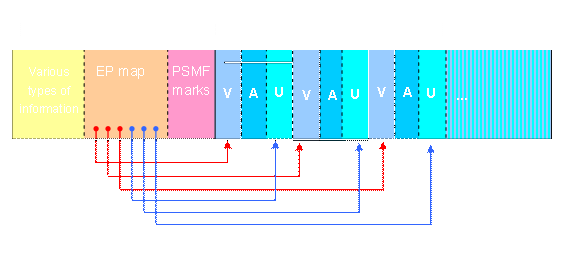 Various
types of
information
EP map
PSMF
marks
V A U V A U V A U ...